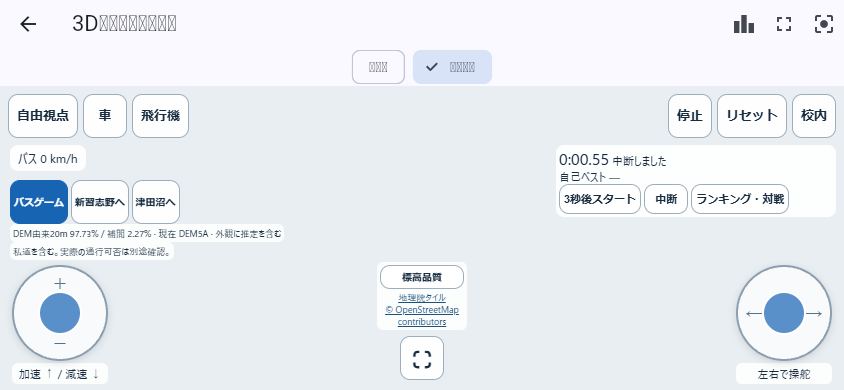 3D
自由視点 車 飛行機 停止 リセット 校内
バス 0 km/h
0:00.55 中断しました
自己ベスト —
バスゲーム 新習志野へ 津田沼へ
3秒後スタート 中断 ランキング・対戦
DEM由来20m 97.73% / 補間 2.27% · 現在 DEM5A · 外観に推定を含む
私道を含む。実際の通行可否は別途確認。
標高品質
地理院タイル
© OpenStreetMap
contributors
+
−
← →
加速 ↑ / 減速 ↓
左右で操舵